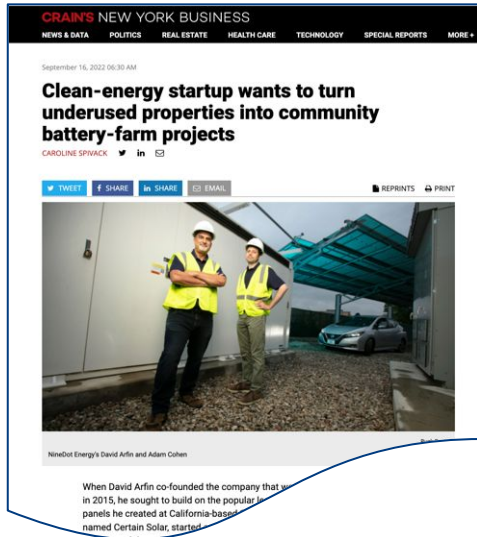 CRAIN'S NEW YORK BUSINESS
NEWS & DATA POLITICS REAL ESTATE HEALTH CARE TECHNOLOGY SPECIAL REPORTS MORE +
September 16, 2022 06:30 AM
Clean-energy startup wants to turn
underused properties into community
battery-farm projects
CAROLINE SPIVACK
TWEET SHARE SHARE EMAIL REPRINTS PRINT
NineDot Energy's David Arfin and Adam Cohen
When David Arfin co-founded the company that
in 2015, he sought to build on the popular
panels he created at California-based
named Certain Solar, started